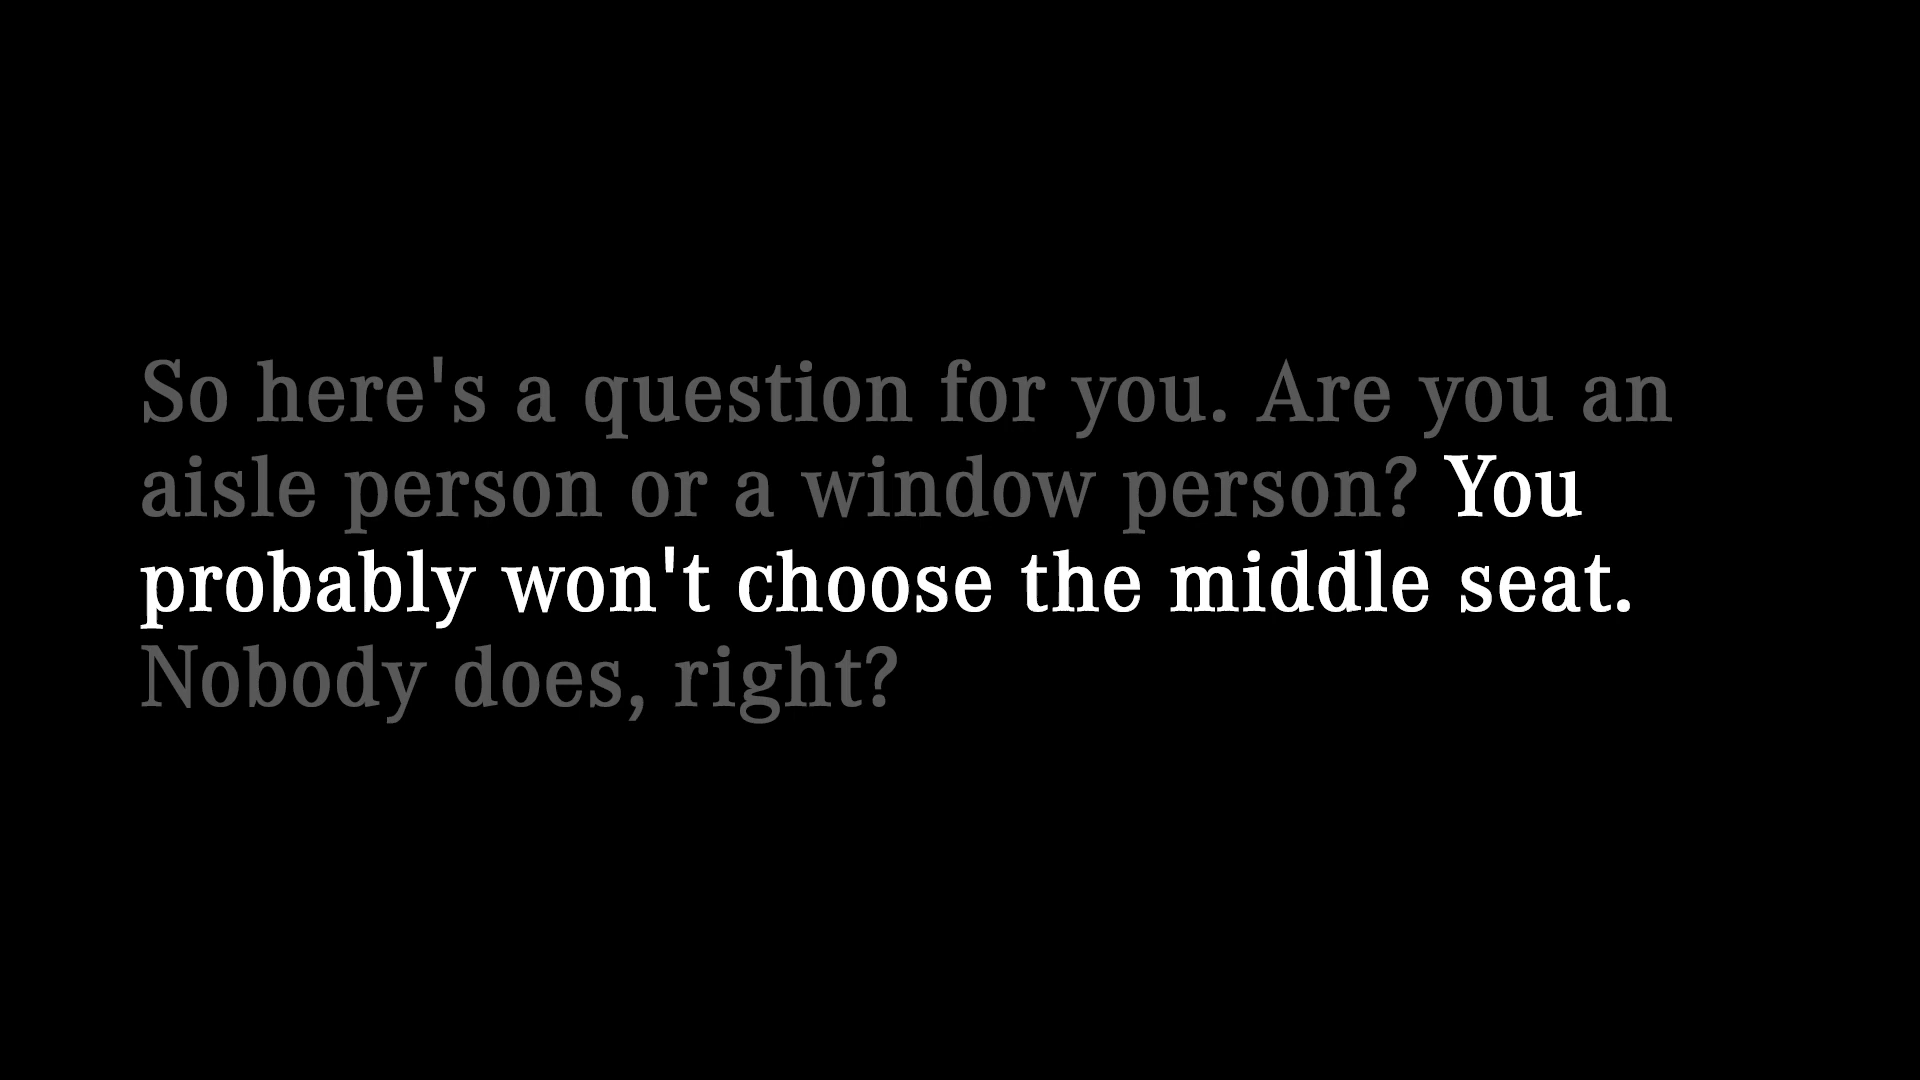 So here's a question for you. Are you an
aisle person or a window person? You
probably won't choose the middle seat.
Nobody does, right?